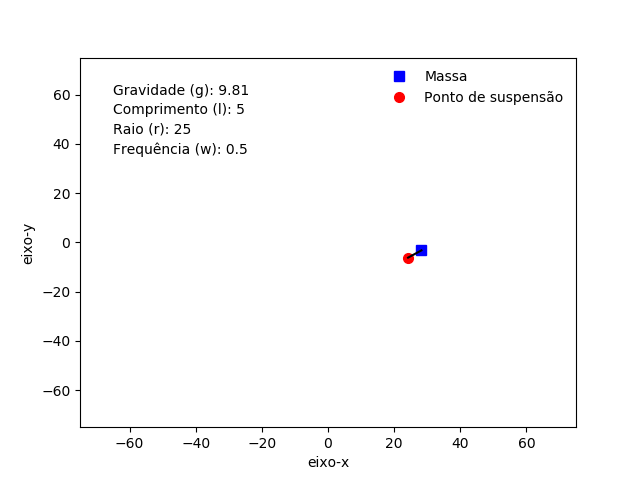 Gravidade (g): 9.81
Comprimento (l): 5
Raio (r): 25
Frequência (w): 0.5
Massa
Ponto de suspensão
60
40
20
0
−20
−40
−60
eixo-y
−60 −40 −20 0 20 40 60
eixo-x